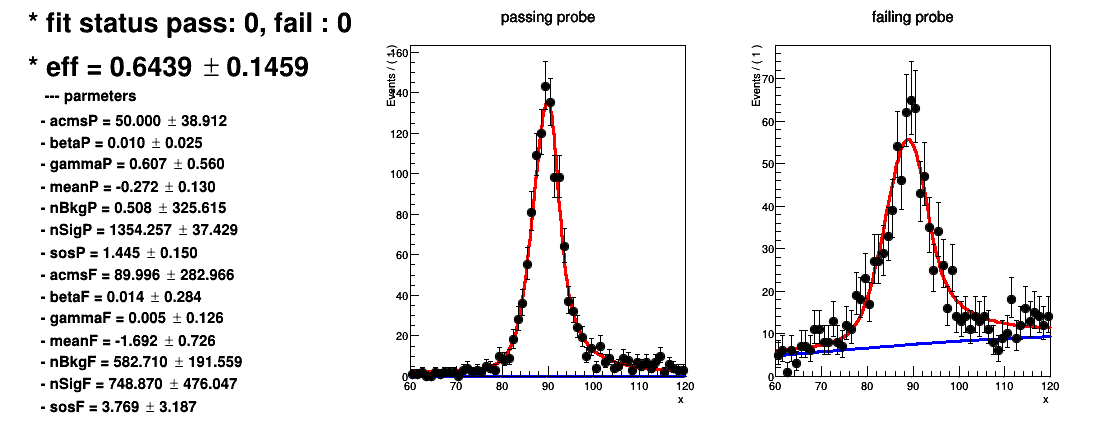 * fit status pass: 0, fail : 0
* eff = 0.6439 ± 0.1459
--- parmeters
- acmsP = 50.000 ± 38.912
- betaP = 0.010 ± 0.025
- gammaP = 0.607 ± 0.560
- meanP = -0.272 ± 0.130
- nBkgP = 0.508 ± 325.615
- nSigP = 1354.257 ± 37.429
- sosP = 1.445 ± 0.150
- acmsF = 89.996 ± 282.966
- betaF = 0.014 ± 0.284
- gammaF = 0.005 ± 0.126
- meanF = -1.692 ± 0.726
- nBkgF = 582.710 ± 191.559
- nSigF = 748.870 ± 476.047
- sosF = 3.769 ± 3.187
passing probe
Events / ( 1 )
160
140
120
100
80
60
40
20
0
60 70 80 90 100 110 120
x
failing probe
Events / ( 1 )
70
60
50
40
30
20
10
0
60 70 80 90 100 110 120
x